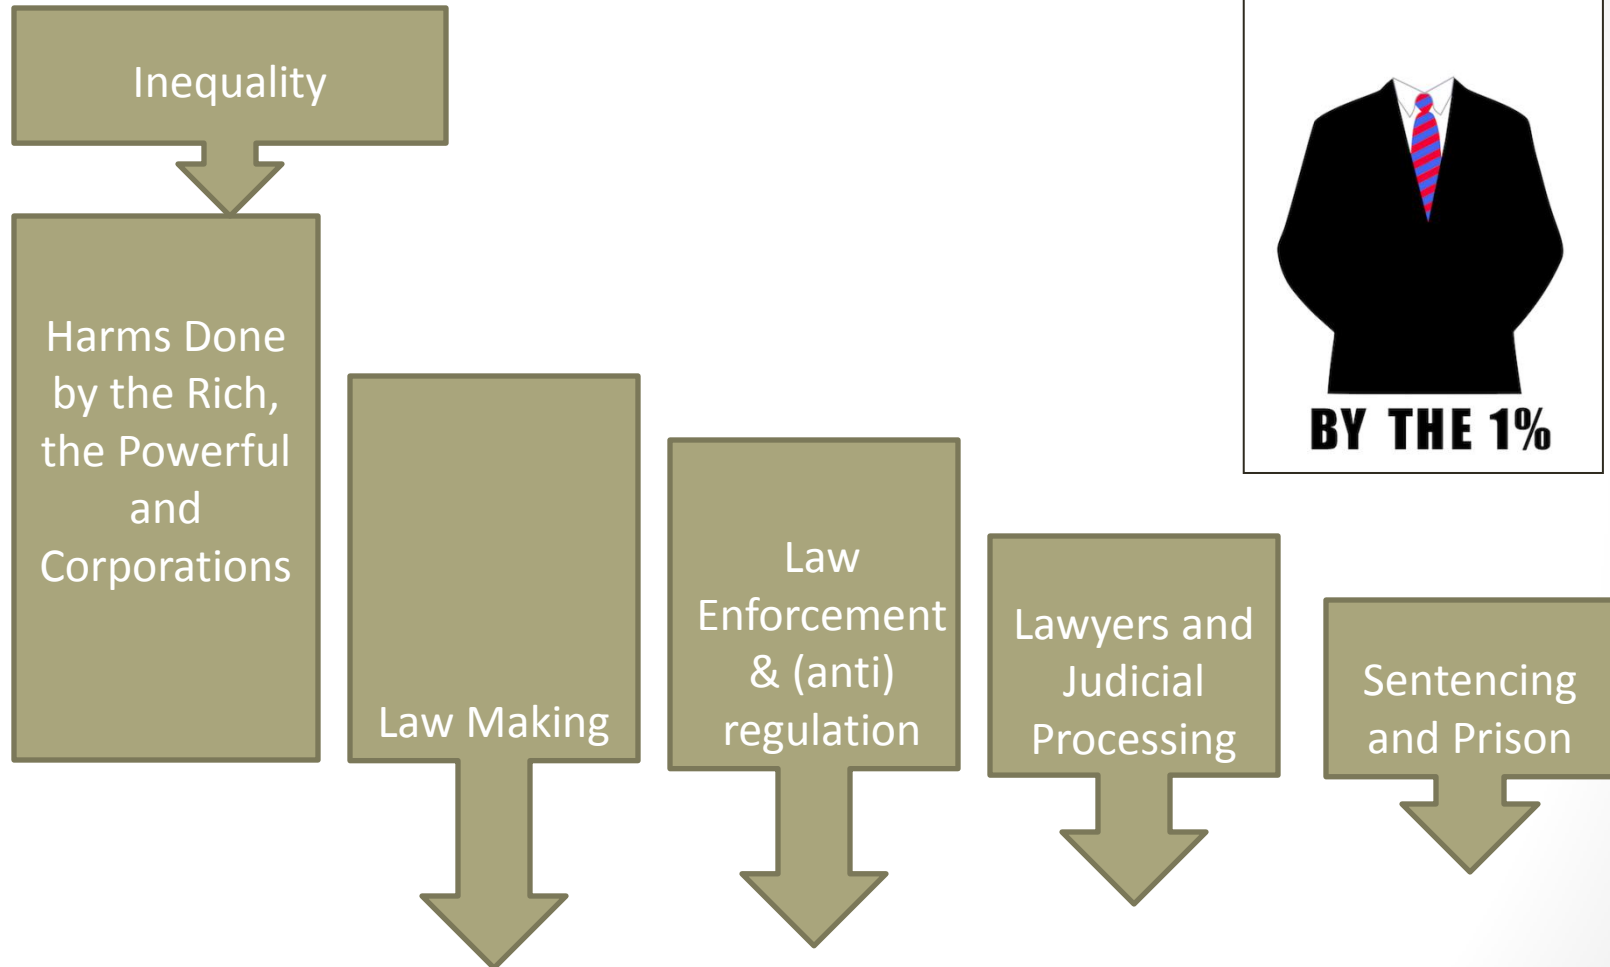 Inequality
Harms Done
by the Rich,
the Powerful
and
Corporations
Law Making
Law
Enforcement
& (anti)
regulation
Lawyers and
Judicial
Processing
Sentencing
and Prison
BY THE 1%